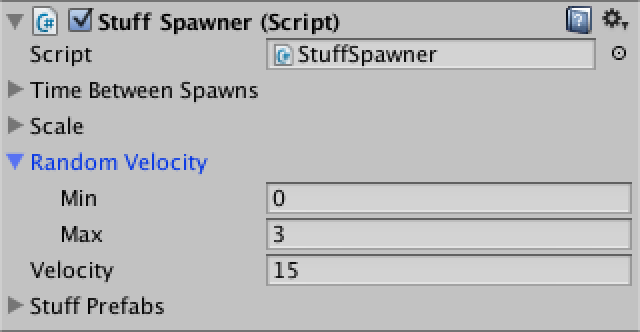 Stuff Spawner (Script)
Script StuffSpawner
Time Between Spawns
Scale
Random Velocity
Min 0
Max 3
Velocity 15
Stuff Prefabs